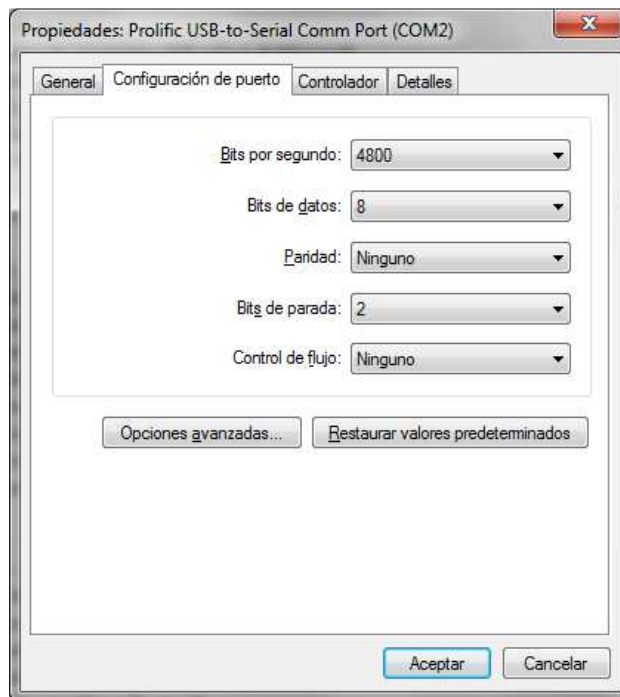 Propiedades: Prolific USB-to-Serial Comm Port (COM2)
General Configuración de puerto Controlador Detalles
Bits por segundo: 4800
Bits de datos: 8
Paridad: Ninguno
Bits de parada: 2
Control de flujo: Ninguno
Opciones avanzadas... Restaurar valores predeterminados
Aceptar Cancelar